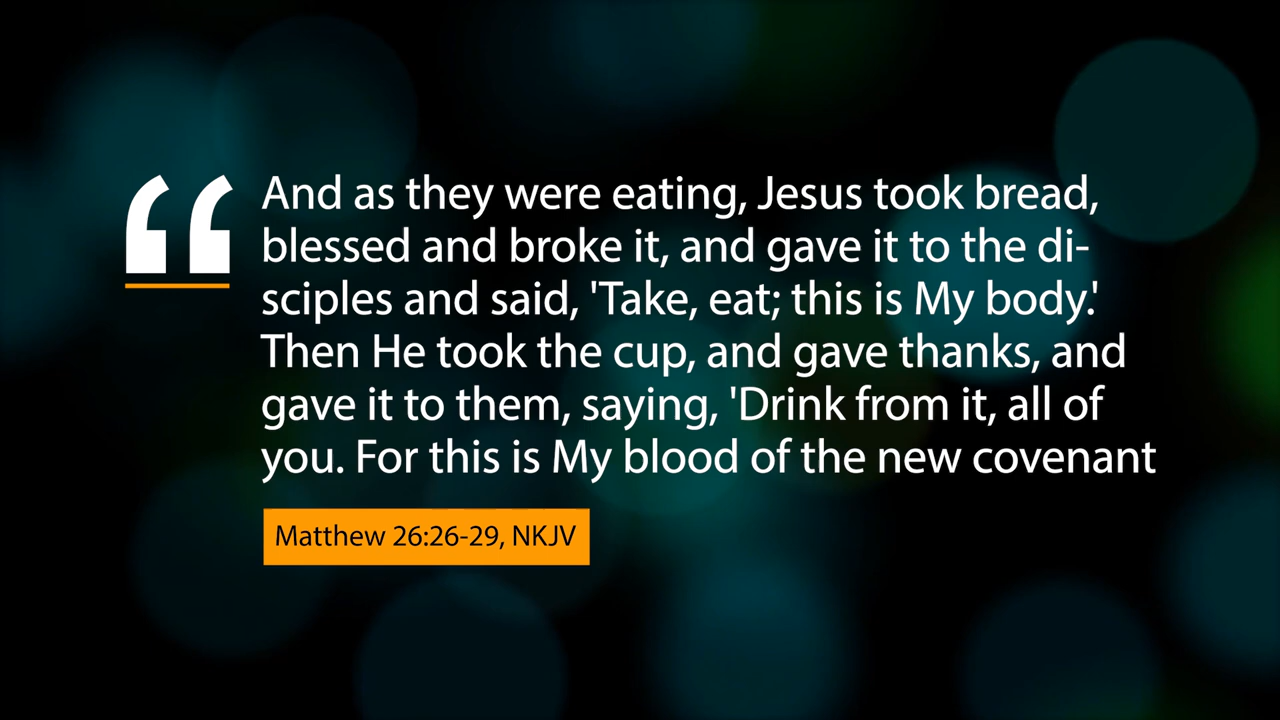 “
And as they were eating, Jesus took bread,
blessed and broke it, and gave it to the di-
sciples and said, 'Take, eat; this is My body.'
Then He took the cup, and gave thanks, and
gave it to them, saying, 'Drink from it, all of
you. For this is My blood of the new covenant
Matthew 26:26-29, NKJV